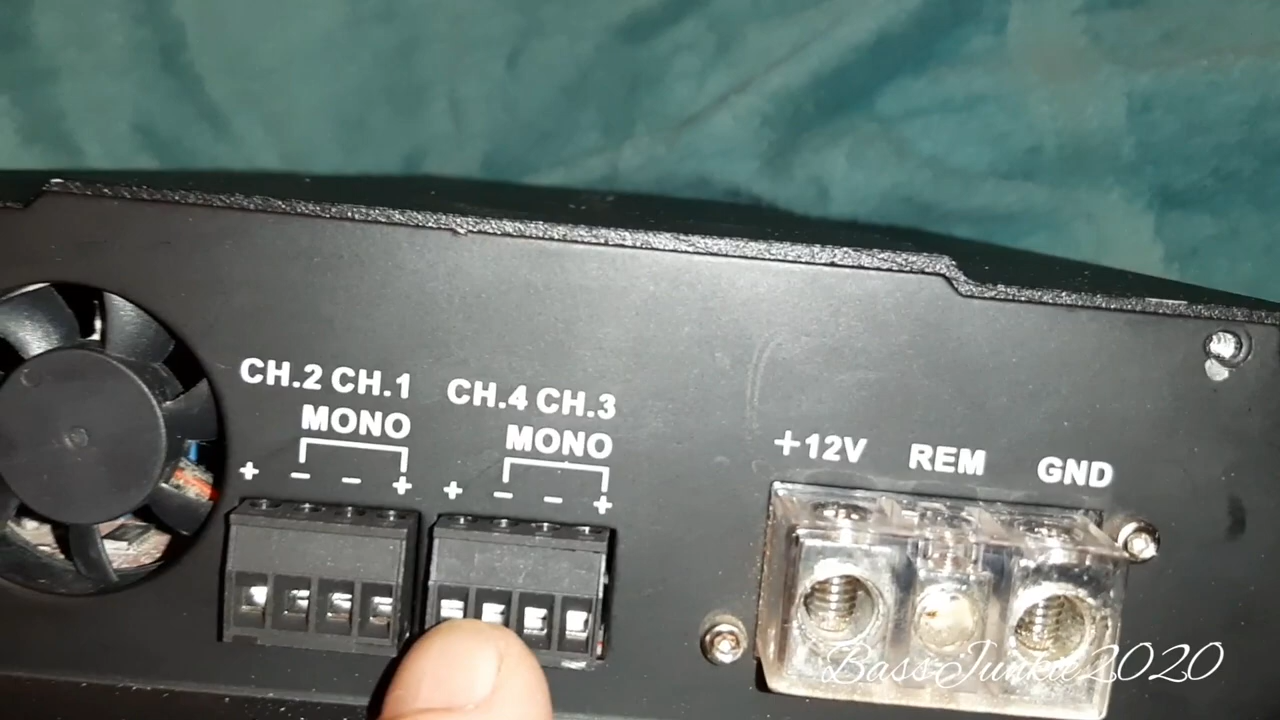 CH.2 CH.1
MONO
+ − − +
CH.4 CH.3
MONO
+ − − +
+12V REM GND
BassJunkie2020